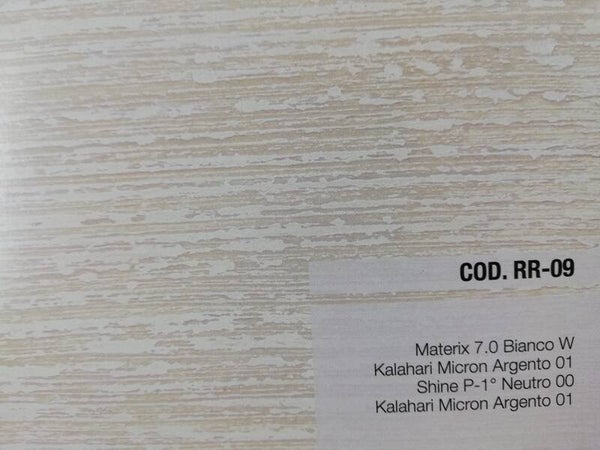 COD. RR-09
Materix 7.0 Bianco W
Kalahari Micron Argento 01
Shine P-1° Neutro 00
Kalahari Micron Argento 01